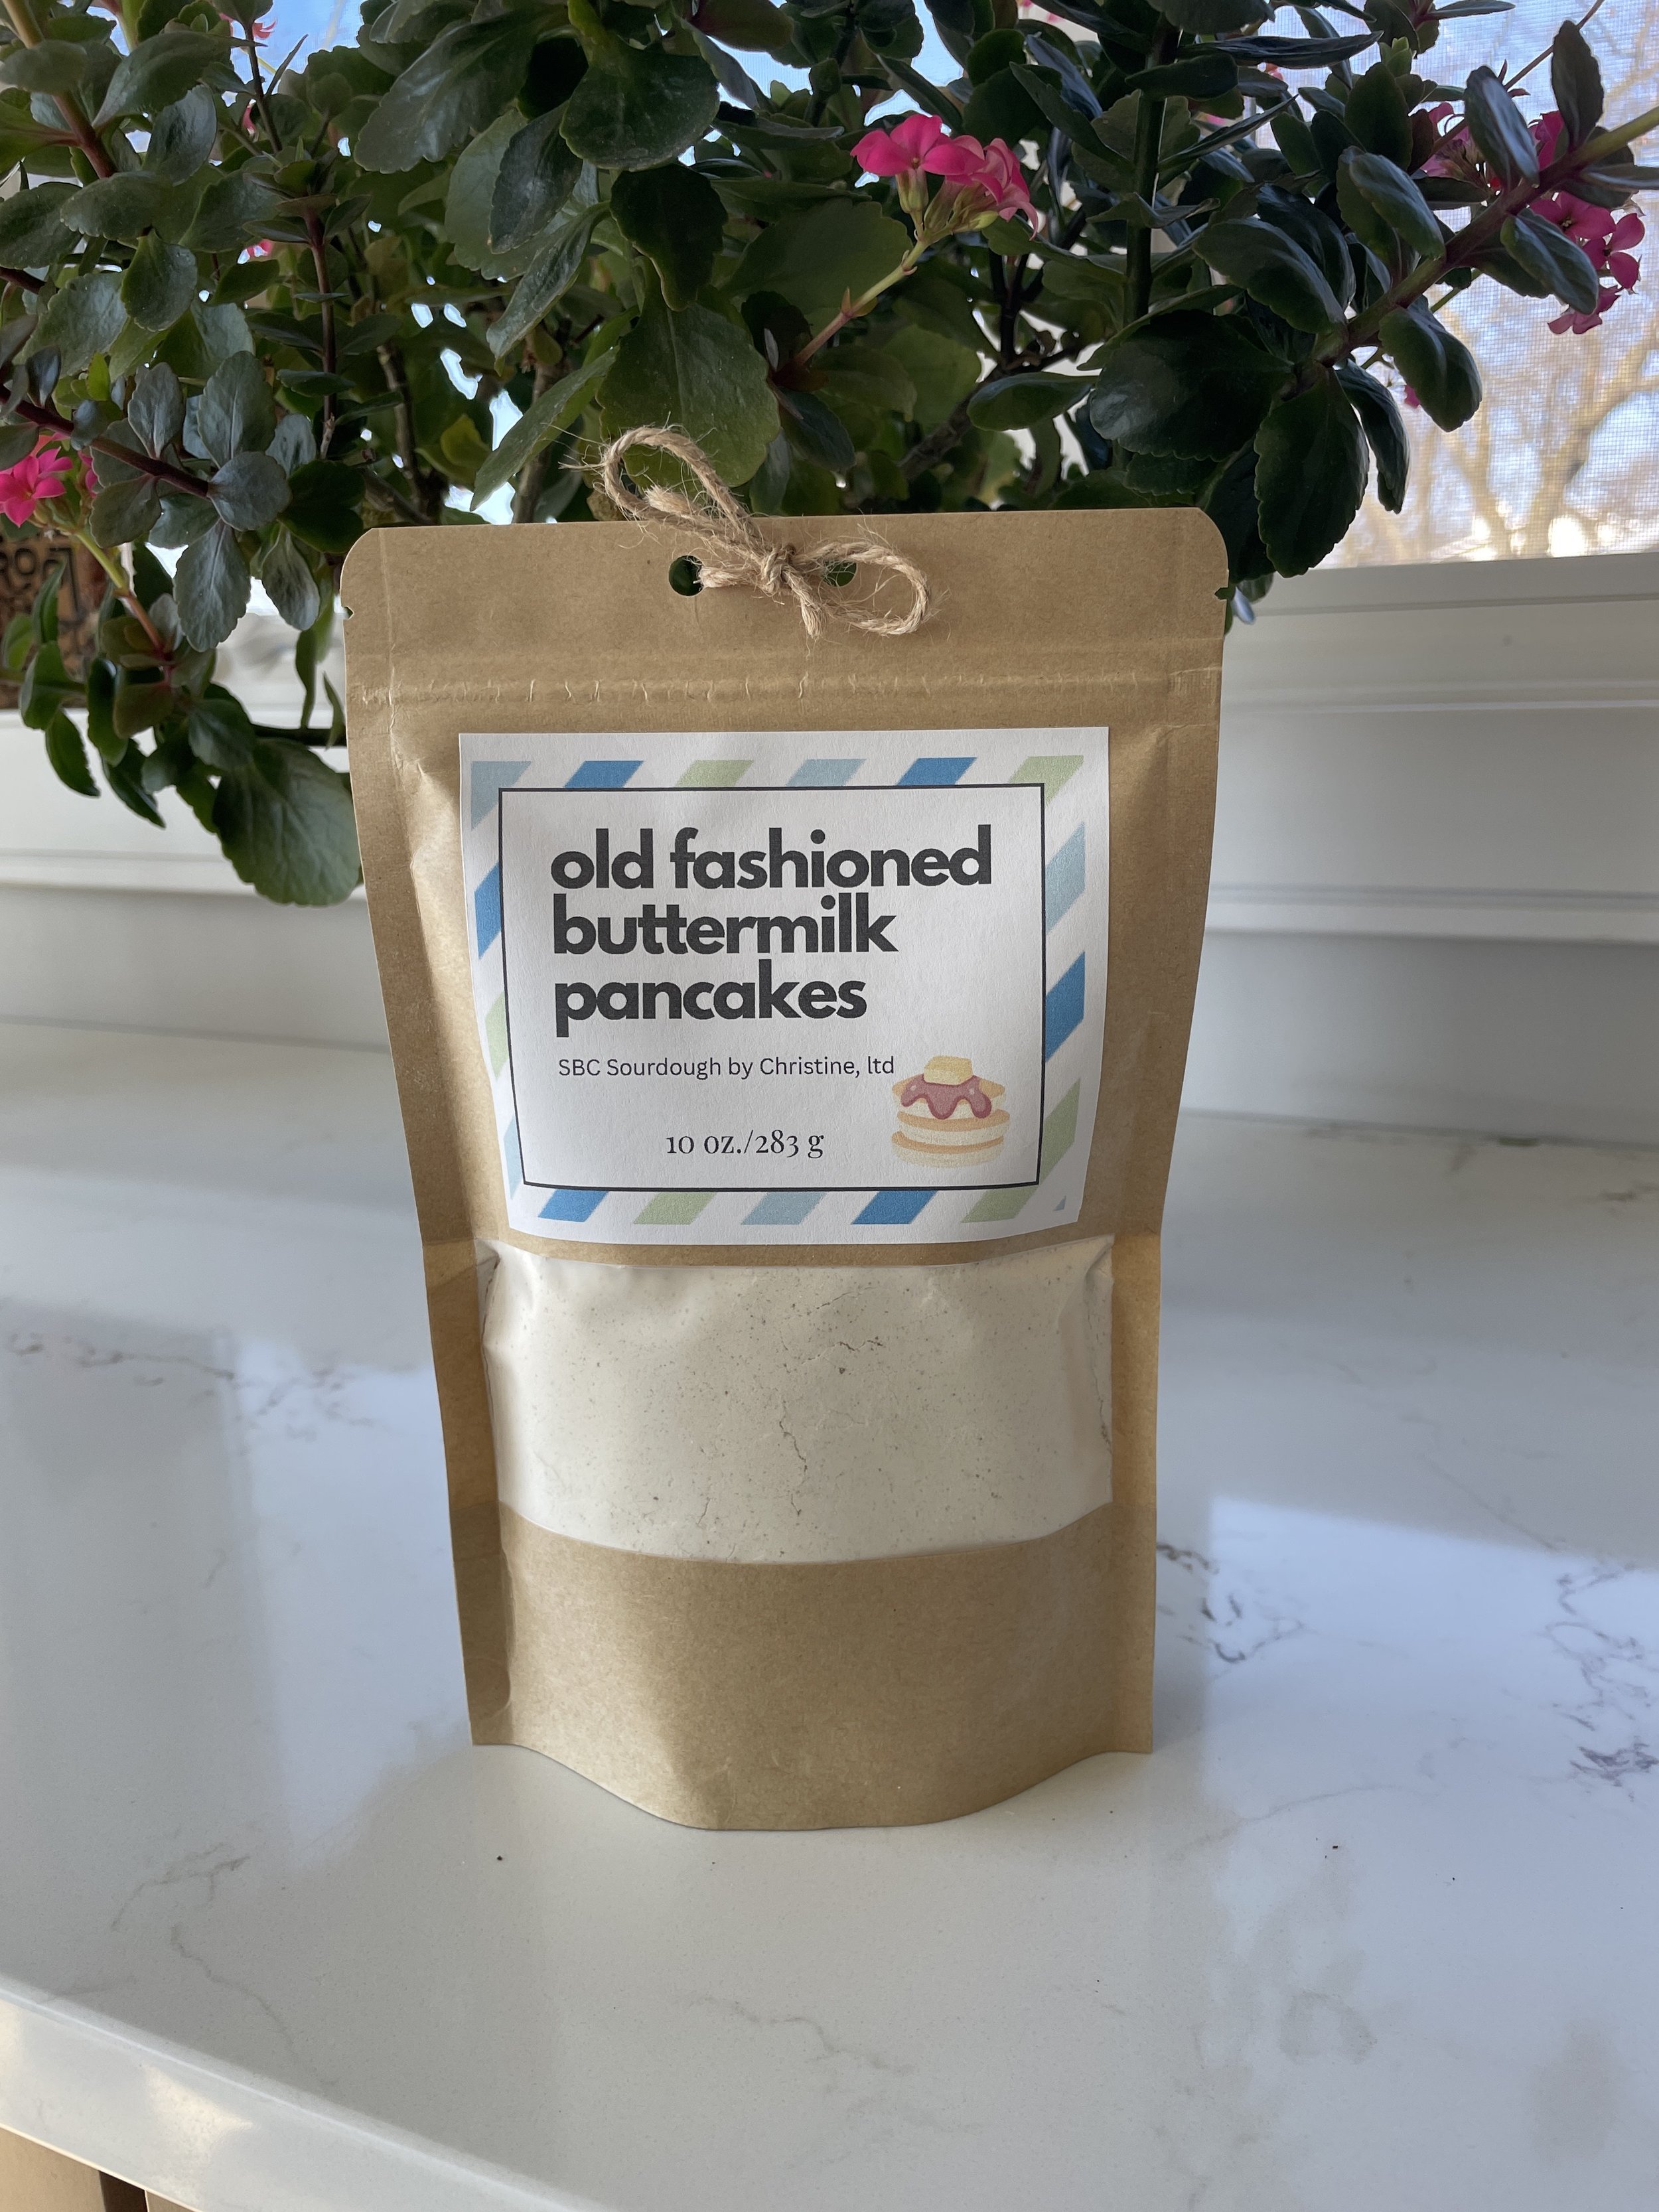 old fashioned
buttermilk
pancakes
SBC Sourdough by Christine, ltd
10 oz./283 g